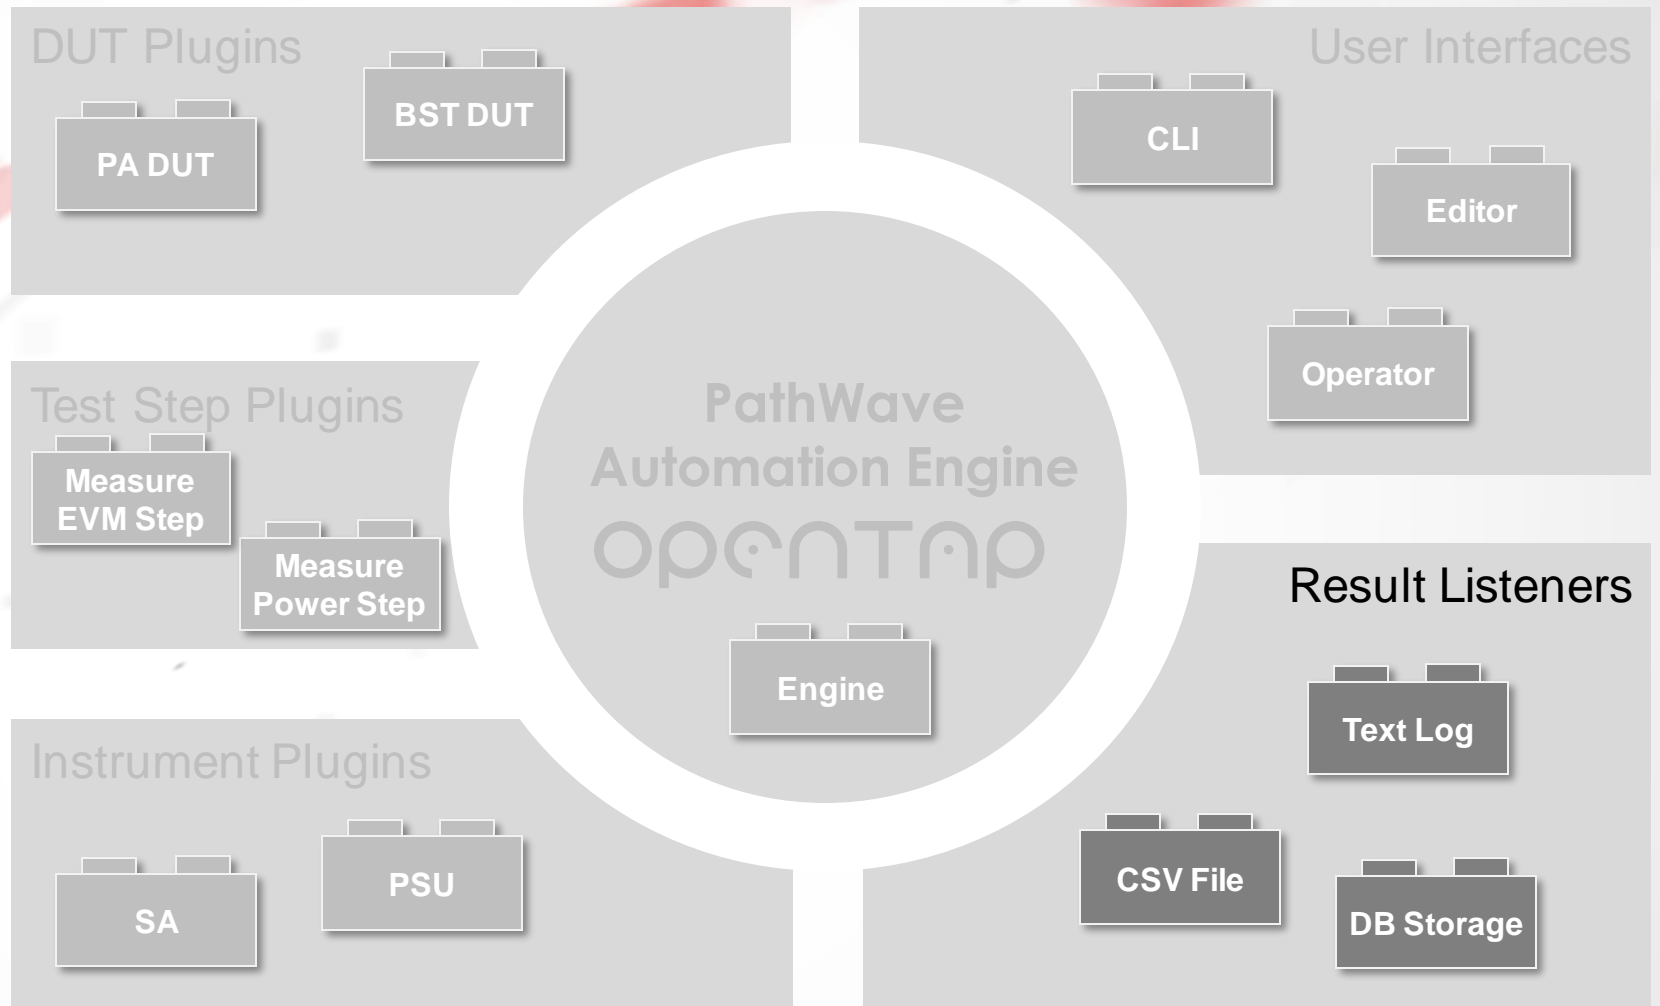 DUT Plugins
PA DUT
BST DUT
User Interfaces
CLI
Editor
Operator
Test Step Plugins
Measure
EVM Step
Measure
Power Step
PathWave
Automation Engine
OPENTAP
Engine
Result Listeners
Text Log
CSV File
DB Storage
Instrument Plugins
SA
PSU